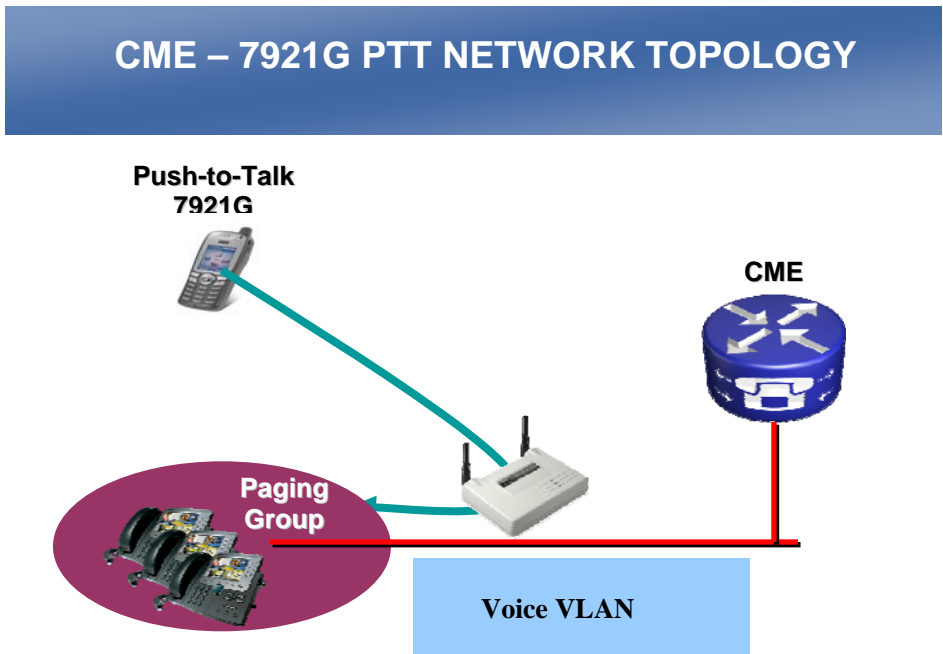 CME – 7921G PTT NETWORK TOPOLOGY
Push-to-Talk
7921G
CME
Paging
Group
Voice VLAN